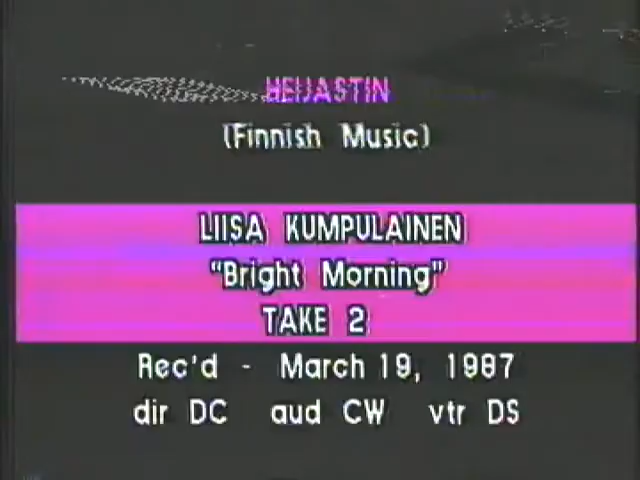 HEIJASTIN
(Finnish Music)
LIISA KUMPULAINEN
"Bright Morning"
TAKE 2
Rec'd - March 19, 1987
dir DC aud CW vtr DS